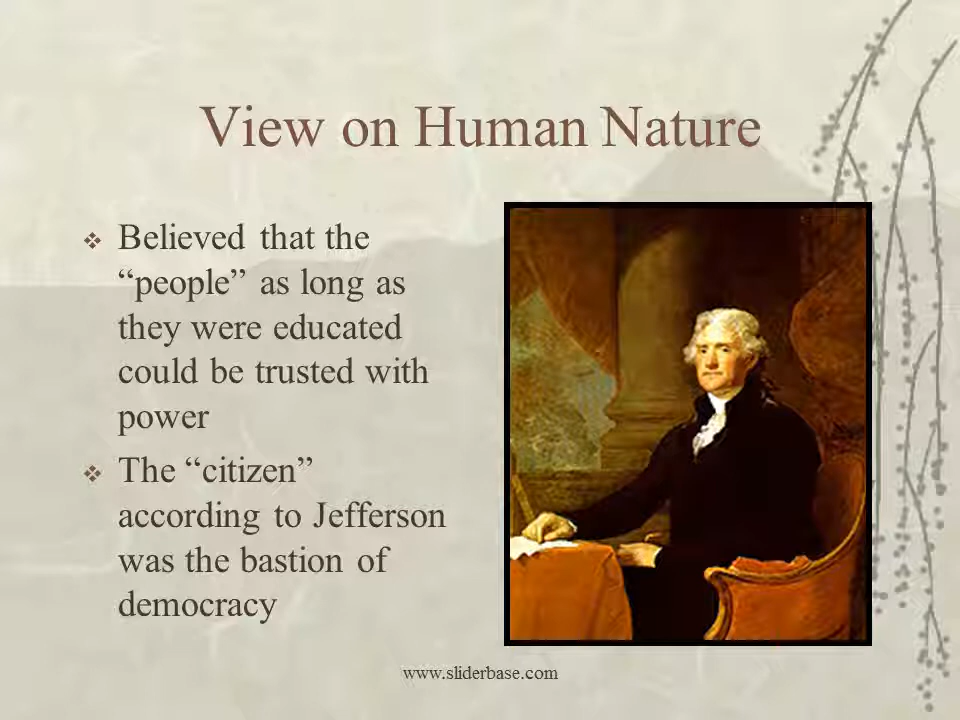 View on Human Nature
Believed that the
“people” as long as
they were educated
could be trusted with
power
The “citizen”
according to Jefferson
was the bastion of
democracy
www.sliderbase.com